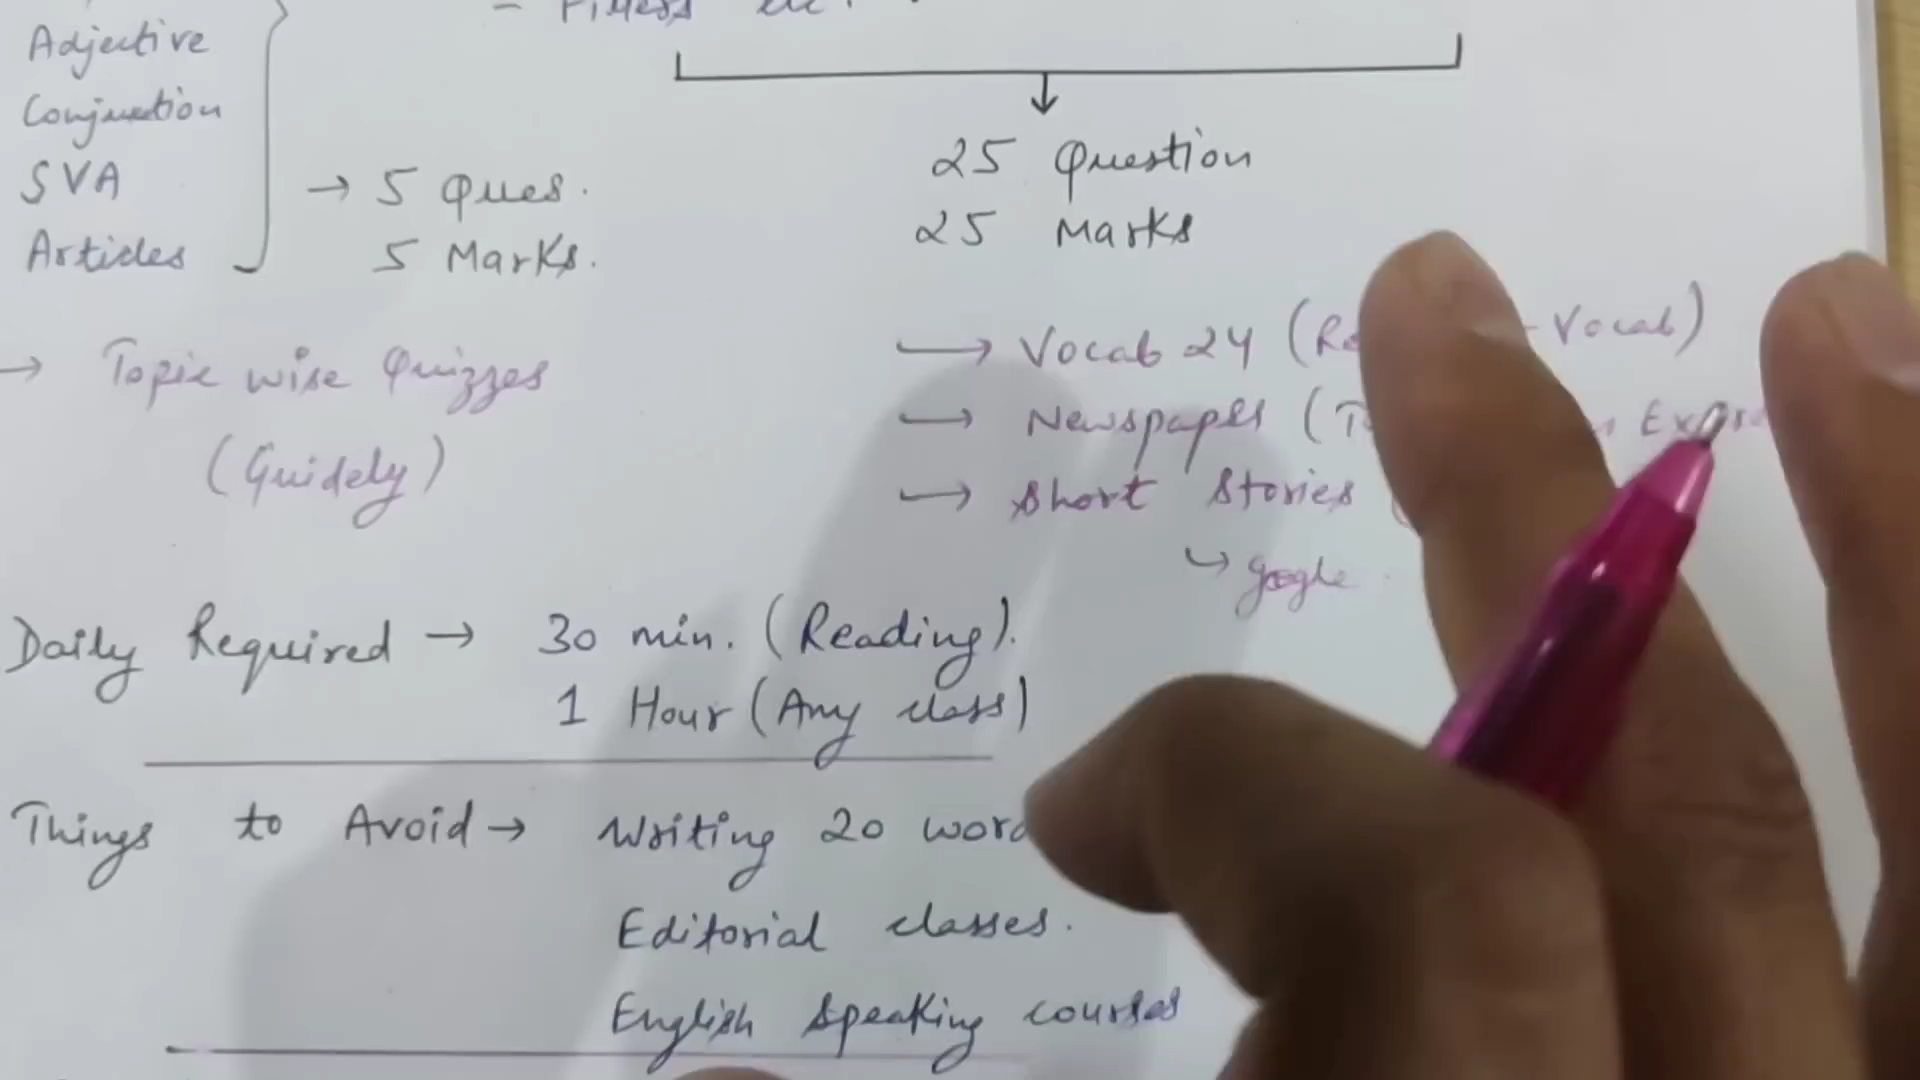 Adjective
Conjunction
SVA
Articles
→ 5 Ques.
5 Marks.
→ Topic wise Quizzes
(Guidely)
25 Question
25 Marks
→ Vocab 24 ( - Vocab)
→ Newspaper (
→ Short Stories
↳ google
Daily Required → 30 min. (Reading).
1 Hour (Any class)
Things to Avoid → Writing 20
Editorial classes.
English Speaking courses